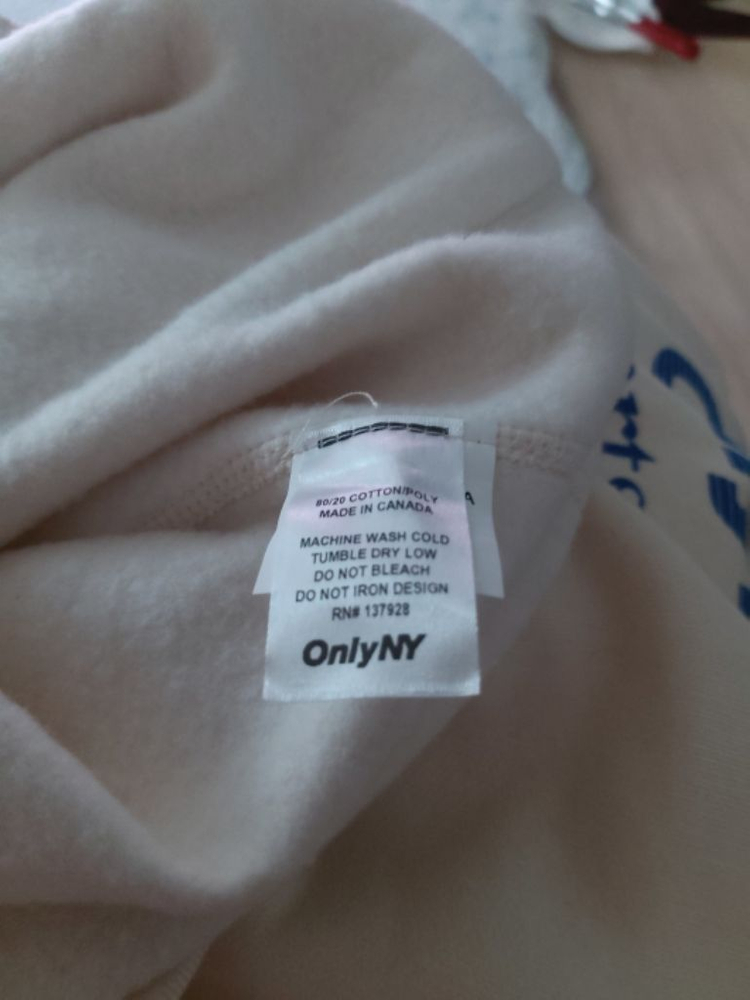 80/20 COTTON/POLY
MADE IN CANADA
MACHINE WASH COLD
TUMBLE DRY LOW
DO NOT BLEACH
DO NOT IRON DESIGN
RN# 137928
OnlyNY
A